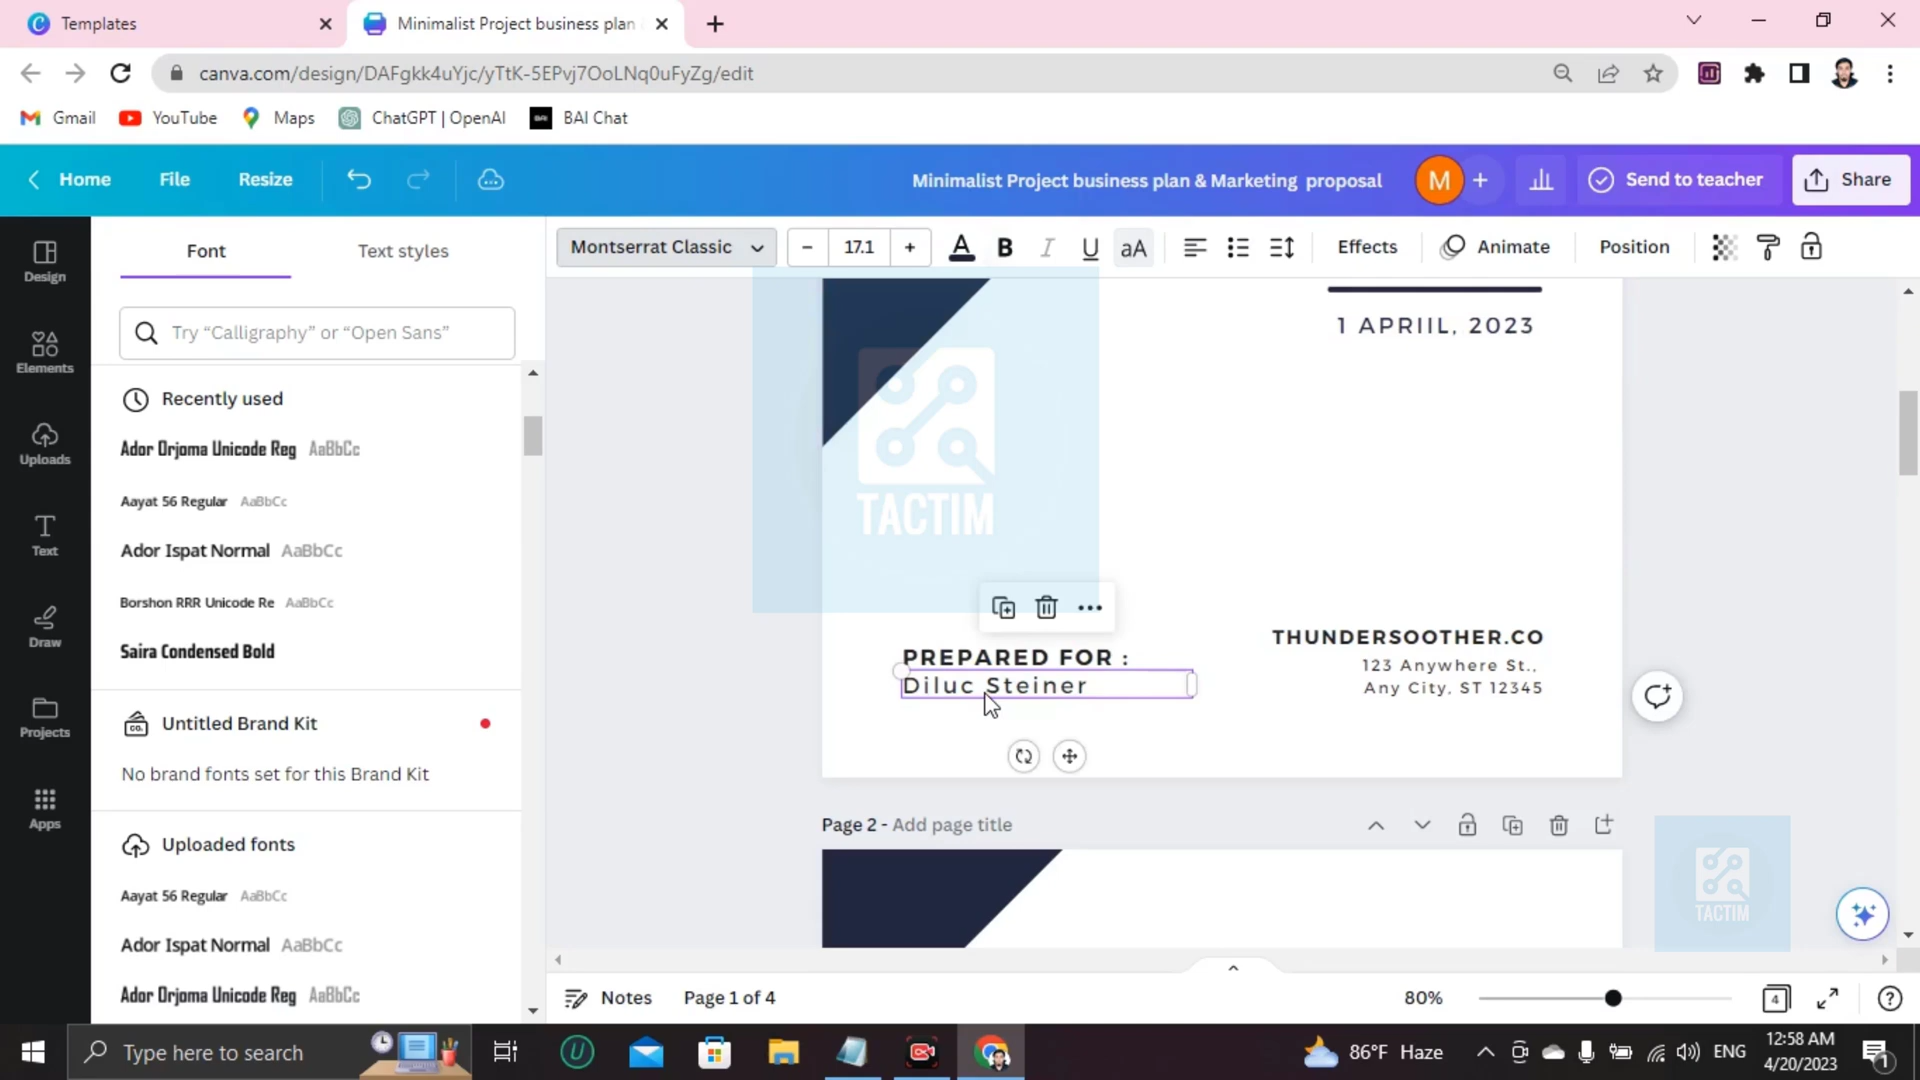 Templates
Minimalist Project business plan
canva.com/design/DAFgkk4uYjc/yTtK-5EPvj7OoLNq0uFyZg/edit
Gmail YouTube Maps ChatGPT | OpenAI BAI Chat
Home File Resize Minimalist Project business plan & Marketing proposal M Send to teacher Share
Font Text styles
Montserrat Classic 17.1 A B I U aA Effects Animate Position
Design
Elements
Uploads
Text
Draw
Projects
Apps
Try “Calligraphy” or “Open Sans”
Recently used
Ador Orjoma Unicode Reg AaBbCc
Aayat 56 Regular AaBbCc
Ador Ispat Normal AaBbCc
Borshon RRR Unicode Re AaBbCc
Saira Condensed Bold
Untitled Brand Kit
No brand fonts set for this Brand Kit
Uploaded fonts
Aayat 56 Regular AaBbCc
Ador Ispat Normal AaBbCc
Ador Orjoma Unicode Reg AaBbCc
1 APRIIL, 2023
TACTIM
PREPARED FOR :
Diluc Steiner
THUNDERSOOTHER.CO
123 Anywhere St.,
Any City, ST 12345
Page 2 - Add page title
TACTIM
Notes Page 1 of 4 80% 4
Type here to search
86°F Haze
ENG
12:58 AM
4/20/2023
1